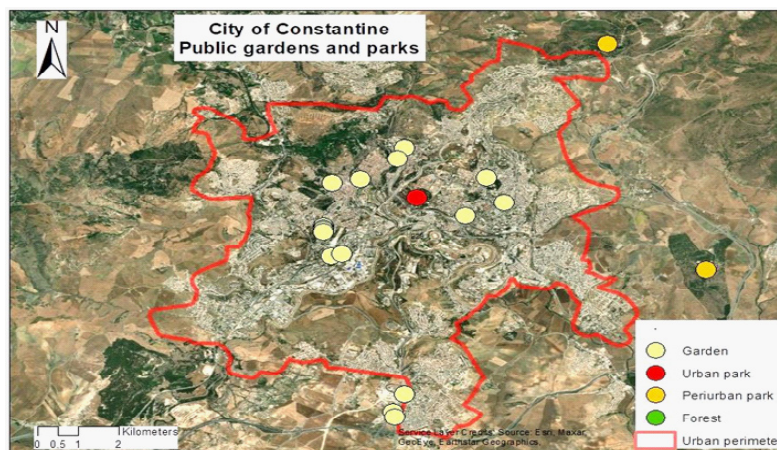 City of Constantine
Public gardens and parks
N
Garden
Urban park
Periurban park
Forest
Urban perimete
Kilometers
0 0.5 1 2
Service Layer Credits: Source: Esri, Maxar,
GeoEye, Earthstar Geographics,